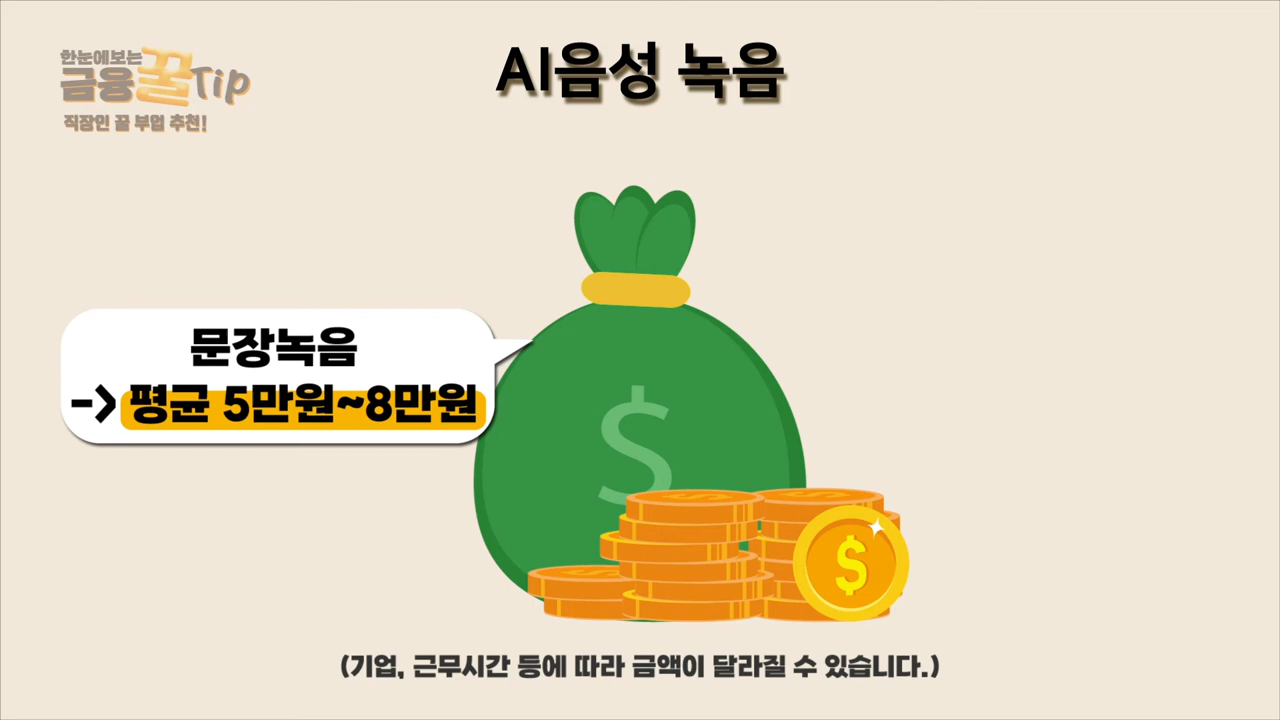 한눈에보는
금융꿀Tip
직장인 꿀 부업 추천!
AI음성 녹음
문장녹음
-> 평균 5만원~8만원
$
$
(기업, 근무시간 등에 따라 금액이 달라질 수 있습니다.)